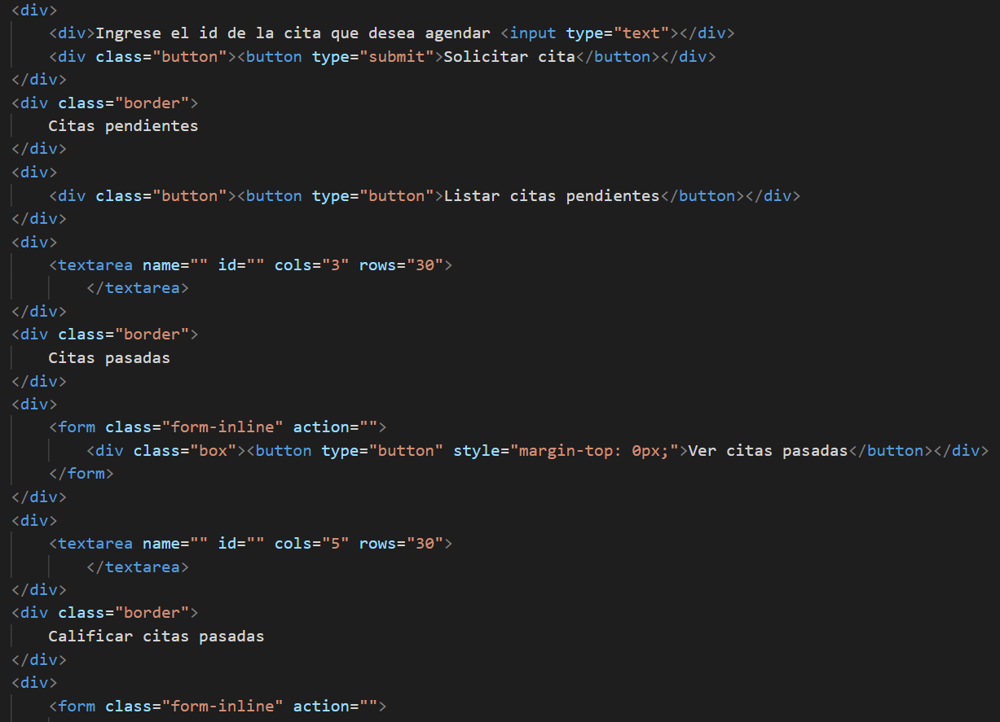 <div>
    <div>Ingrese el id de la cita que desea agendar <input type="text"></div>
    <div class="button"><button type="submit">Solicitar cita</button></div>
</div>
<div class="border">
    Citas pendientes
</div>
<div>
    <div class="button"><button type="button">Listar citas pendientes</button></div>
</div>
<div>
    <textarea name="" id="" cols="3" rows="30">
        </textarea>
</div>
<div class="border">
    Citas pasadas
</div>
<div>
    <form class="form-inline" action="">
        <div class="box"><button type="button" style="margin-top: 0px;">Ver citas pasadas</button></div>
    </form>
</div>
<div>
    <textarea name="" id="" cols="5" rows="30">
        </textarea>
</div>
<div class="border">
    Calificar citas pasadas
</div>
<div>
    <form class="form-inline" action="">